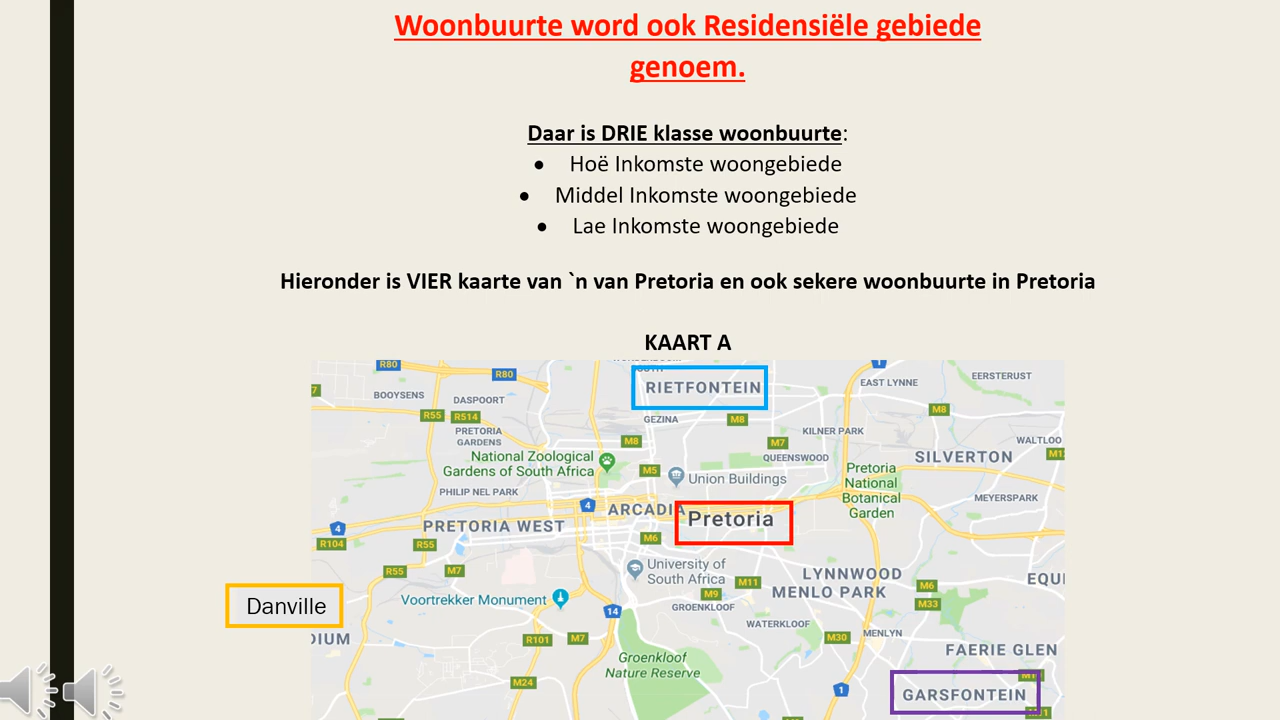 Woonbuurte word ook Residensiële gebiede
genoem.
Daar is DRIE klasse woonbuurte:
• Hoë Inkomste woongebiede
• Middel Inkomste woongebiede
• Lae Inkomste woongebiede
Hieronder is VIER kaarte van `n van Pretoria en ook sekere woonbuurte in Pretoria
KAART A
R80
R80
1
RIETFONTEIN
EAST LYNNE
EERSTERUST
7
BOOYSENS
DASPOORT
R55
R514
GEZINA
M8
M8
PRETORIA
GARDENS
M8
M7
KILNER PARK
WALTLOO
National Zoological
Gardens of South Africa
QUEENSWOOD
SILVERTON
M5
Union Buildings
Pretoria
National
Botanical
Garden
PHILIP NEL PARK
MEYERSPARK
4
ARCADIA
Pretoria
4
PRETORIA WEST
R104
R55
M6
R55
M7
University of
South Africa
M11
LYNNWOOD
MENLO PARK
M6
EQU
Voortrekker Monument
M9
GROENKLOOF
M33
Danville
14
WATERKLOOF
DIUM
R101
M7
M30
MENLYN
FAERIE GLEN
Groenkloof
Nature Reserve
M24
1
GARSFONTEIN